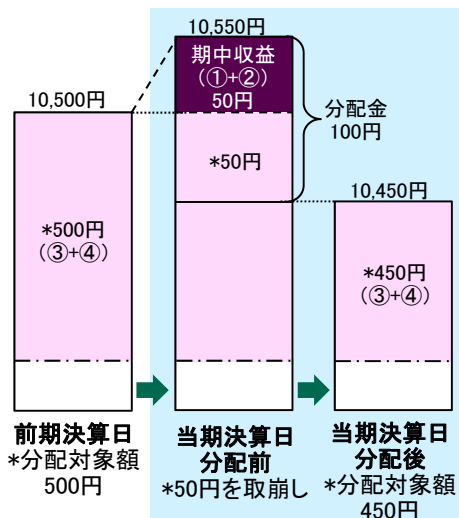 10,550円
期中収益
(①+②)
50円
10,500円
分配金
100円
*50円
10,450円
*500円
(③+④)
*450円
(③+④)
前期決算日
*分配対象額
500円
当期決算日
分配前
*50円を取崩し
当期決算日
分配後
*分配対象額
450円